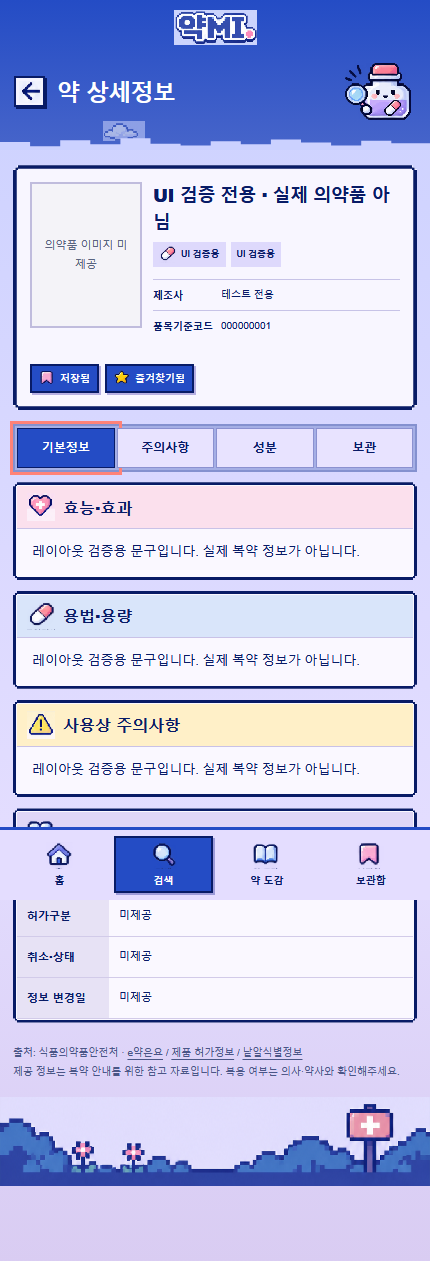 약MI.
약 상세정보
UI 검증 전용 · 실제 의약품 아
님
의약품 이미지 미
제공
UI 검증용
UI 검증용
제조사 테스트 전용
품목기준코드 000000001
저장됨
즐겨찾기됨
기본정보
주의사항
성분
보관
효능·효과
레이아웃 검증용 문구입니다. 실제 복약 정보가 아닙니다.
용법·용량
레이아웃 검증용 문구입니다. 실제 복약 정보가 아닙니다.
사용상 주의사항
레이아웃 검증용 문구입니다. 실제 복약 정보가 아닙니다.
홈
검색
약 도감
보관함
허가구분 미제공
취소·상태 미제공
정보 변경일 미제공
출처: 식품의약품안전처 · e약은요 / 제품 허가정보 / 낱알식별정보
제공 정보는 복약 안내를 위한 참고 자료입니다. 복용 여부는 의사·약사와 확인해주세요.